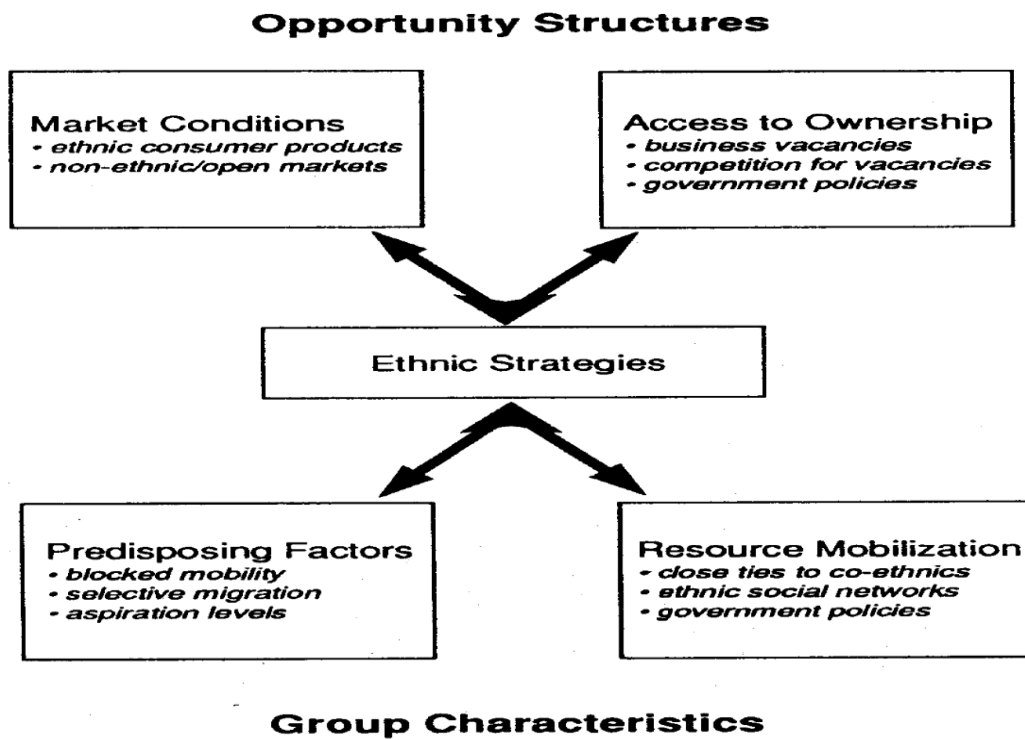 Opportunity Structures
Market Conditions
• ethnic consumer products
• non-ethnic/open markets
Access to Ownership
• business vacancies
• competition for vacancies
• government policies
Ethnic Strategies
Predisposing Factors
• blocked mobility
• selective migration
• aspiration levels
Resource Mobilization
• close ties to co-ethnics
• ethnic social networks
• government policies
Group Characteristics